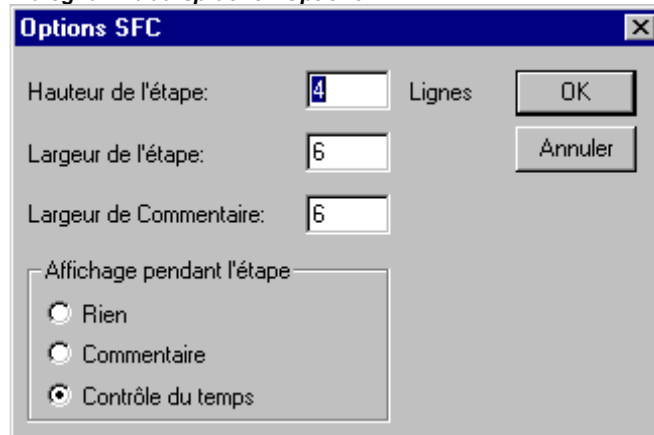 Options SFC
Hauteur de l'étape: 4 Lignes OK
Largeur de l'étape: 6 Annuler
Largeur de Commentaire: 6
Affichage pendant l'étape
Rien
Commentaire
Contrôle du temps